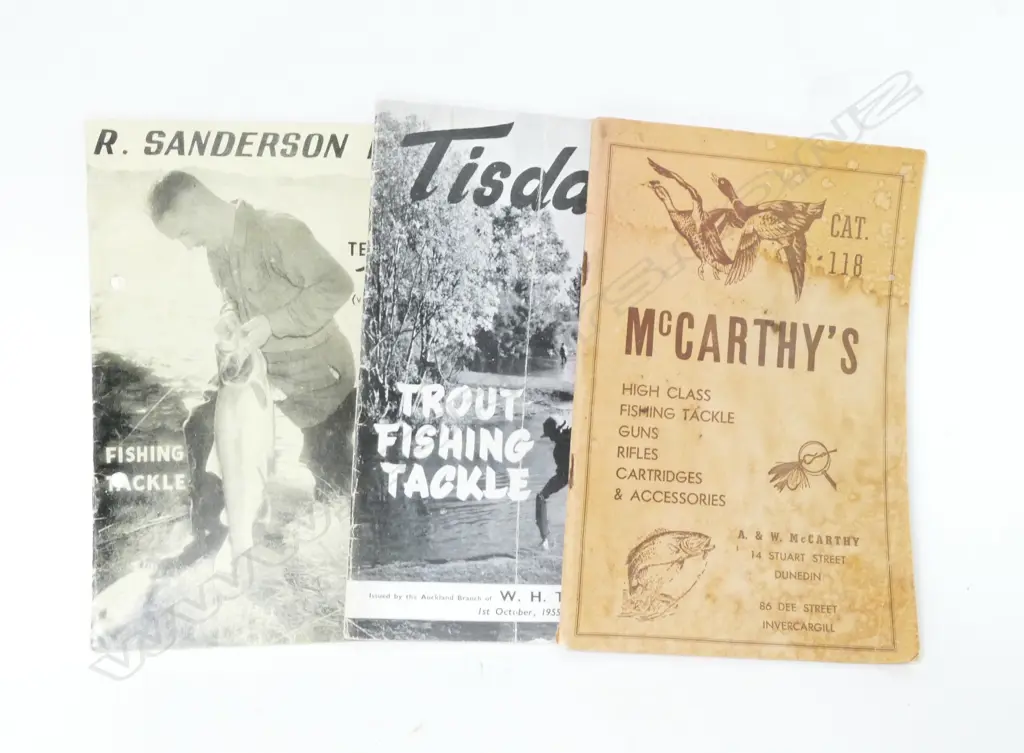 R. SANDERSON
TE
(v
FISHING
TACKLE
Tisda
TROUT
FISHING
TACKLE
Issued by the Auckland Branch of W. H. T
1st October, 1955
CAT.
118
McCARTHY'S
HIGH CLASS
FISHING TACKLE
GUNS
RIFLES
CARTRIDGES
& ACCESSORIES
A. & W. McCARTHY
14 STUART STREET
DUNEDIN
86 DEE STREET
INVERCARGILL